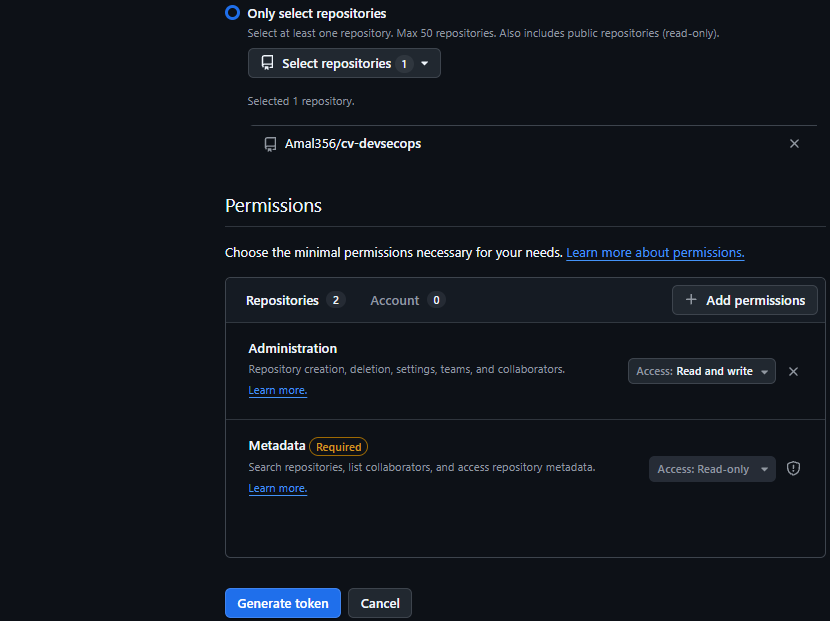 Only select repositories
Select at least one repository. Max 50 repositories. Also includes public repositories (read-only).
Select repositories 1
Selected 1 repository.
Amal356/cv-devsecops
Permissions
Choose the minimal permissions necessary for your needs. Learn more about permissions.
Repositories 2 Account 0 Add permissions
Administration
Repository creation, deletion, settings, teams, and collaborators.
Access: Read and write
Learn more.
Metadata Required
Search repositories, list collaborators, and access repository metadata.
Access: Read-only
Learn more.
Generate token Cancel